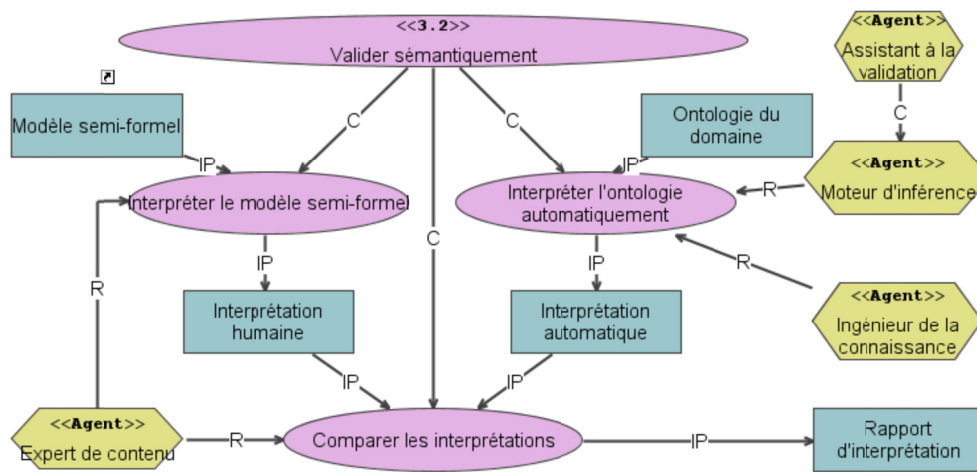 <<3.2>>
Valider sémantiquement
<<Agent>>
Assistant à la
validation
C
C
C
C
Modèle semi-formel
Ontologie du
domaine
IP
IP
<<Agent>>
Moteur d'inférence
R
Interpréter le modèle semi-formel
Interpréter l'ontologie
automatiquement
R
R
IP
IP
<<Agent>>
Ingénieur de la
connaissance
Interprétation
humaine
Interprétation
automatique
IP
IP
<<Agent>>
Expert de contenu
R
Comparer les interprétations
IP
Rapport
d'interprétation